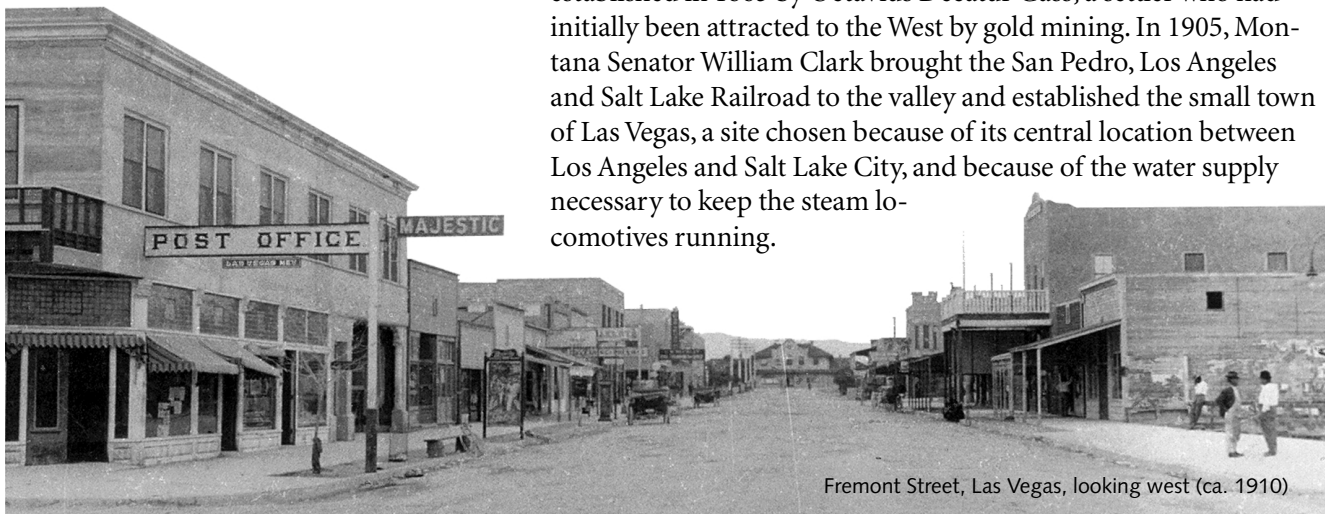 initially been attracted to the West by gold mining. In 1905, Mon-
tana Senator William Clark brought the San Pedro, Los Angeles
and Salt Lake Railroad to the valley and established the small town
of Las Vegas, a site chosen because of its central location between
Los Angeles and Salt Lake City, and because of the water supply
necessary to keep the steam lo-
comotives running.
POST OFFICE
MAJESTIC
LAS VEGAS NEV.
Fremont Street, Las Vegas, looking west (ca. 1910)